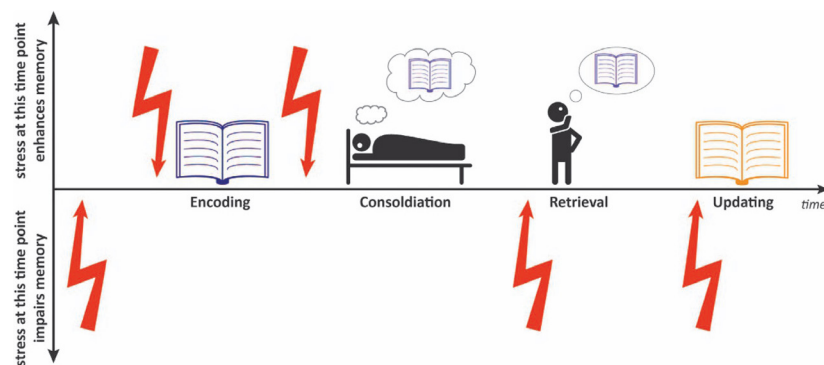 stress at this time point
enhances memory
Encoding
Consoldiation
Retrieval
Updating
time
stress at this time point
impairs memory